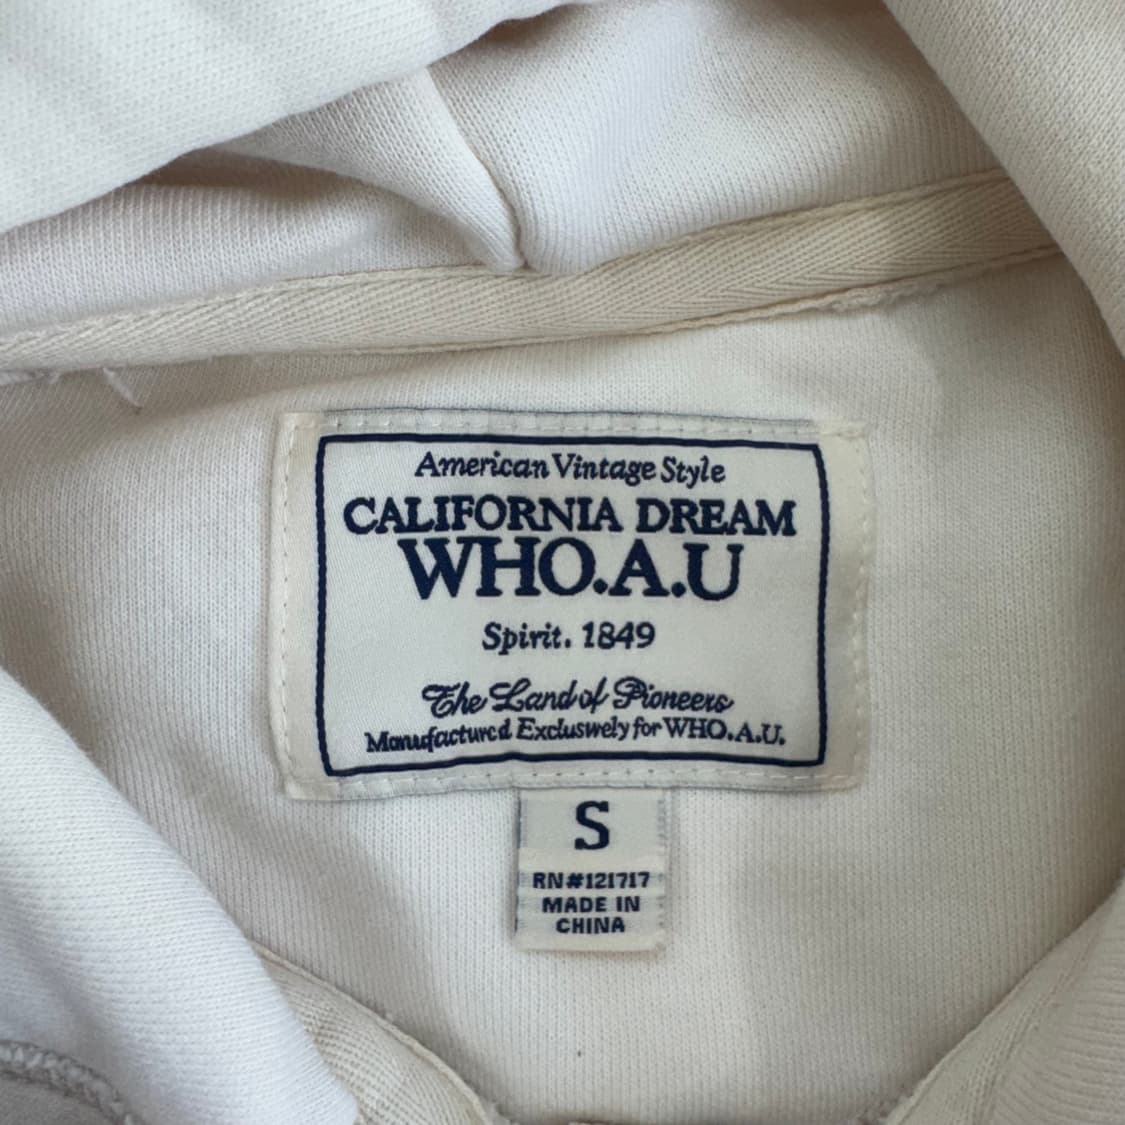 American Vintage Style
CALIFORNIA DREAM
WHO.A.U
Spirit. 1849
The Land of Pioneers
Manufactured Exclusively for WHO.A.U.
S
RN#121717
MADE IN
CHINA